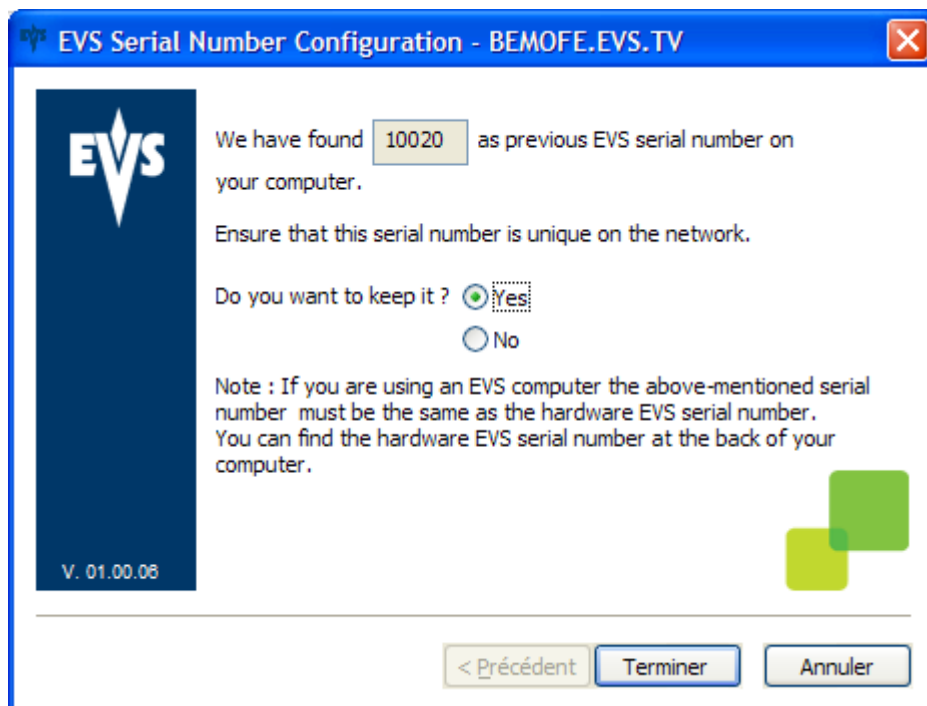 EVS Serial Number Configuration - BEMOFE.EVS.TV
EVS
We have found 10020 as previous EVS serial number on
your computer.
Ensure that this serial number is unique on the network.
Do you want to keep it ? Yes
No
Note : If you are using an EVS computer the above-mentioned serial
number must be the same as the hardware EVS serial number.
You can find the hardware EVS serial number at the back of your
computer.
V. 01.00.06
< Précédent Terminer Annuler